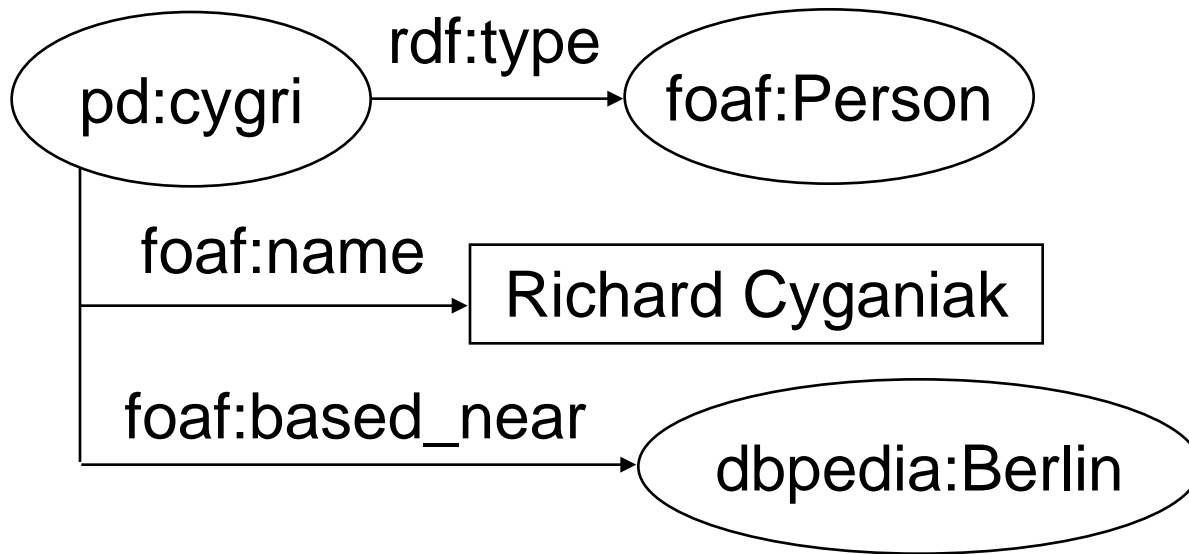 rdf:type
pd:cygri
foaf:Person
foaf:name
Richard Cyganiak
foaf:based_near
dbpedia:Berlin